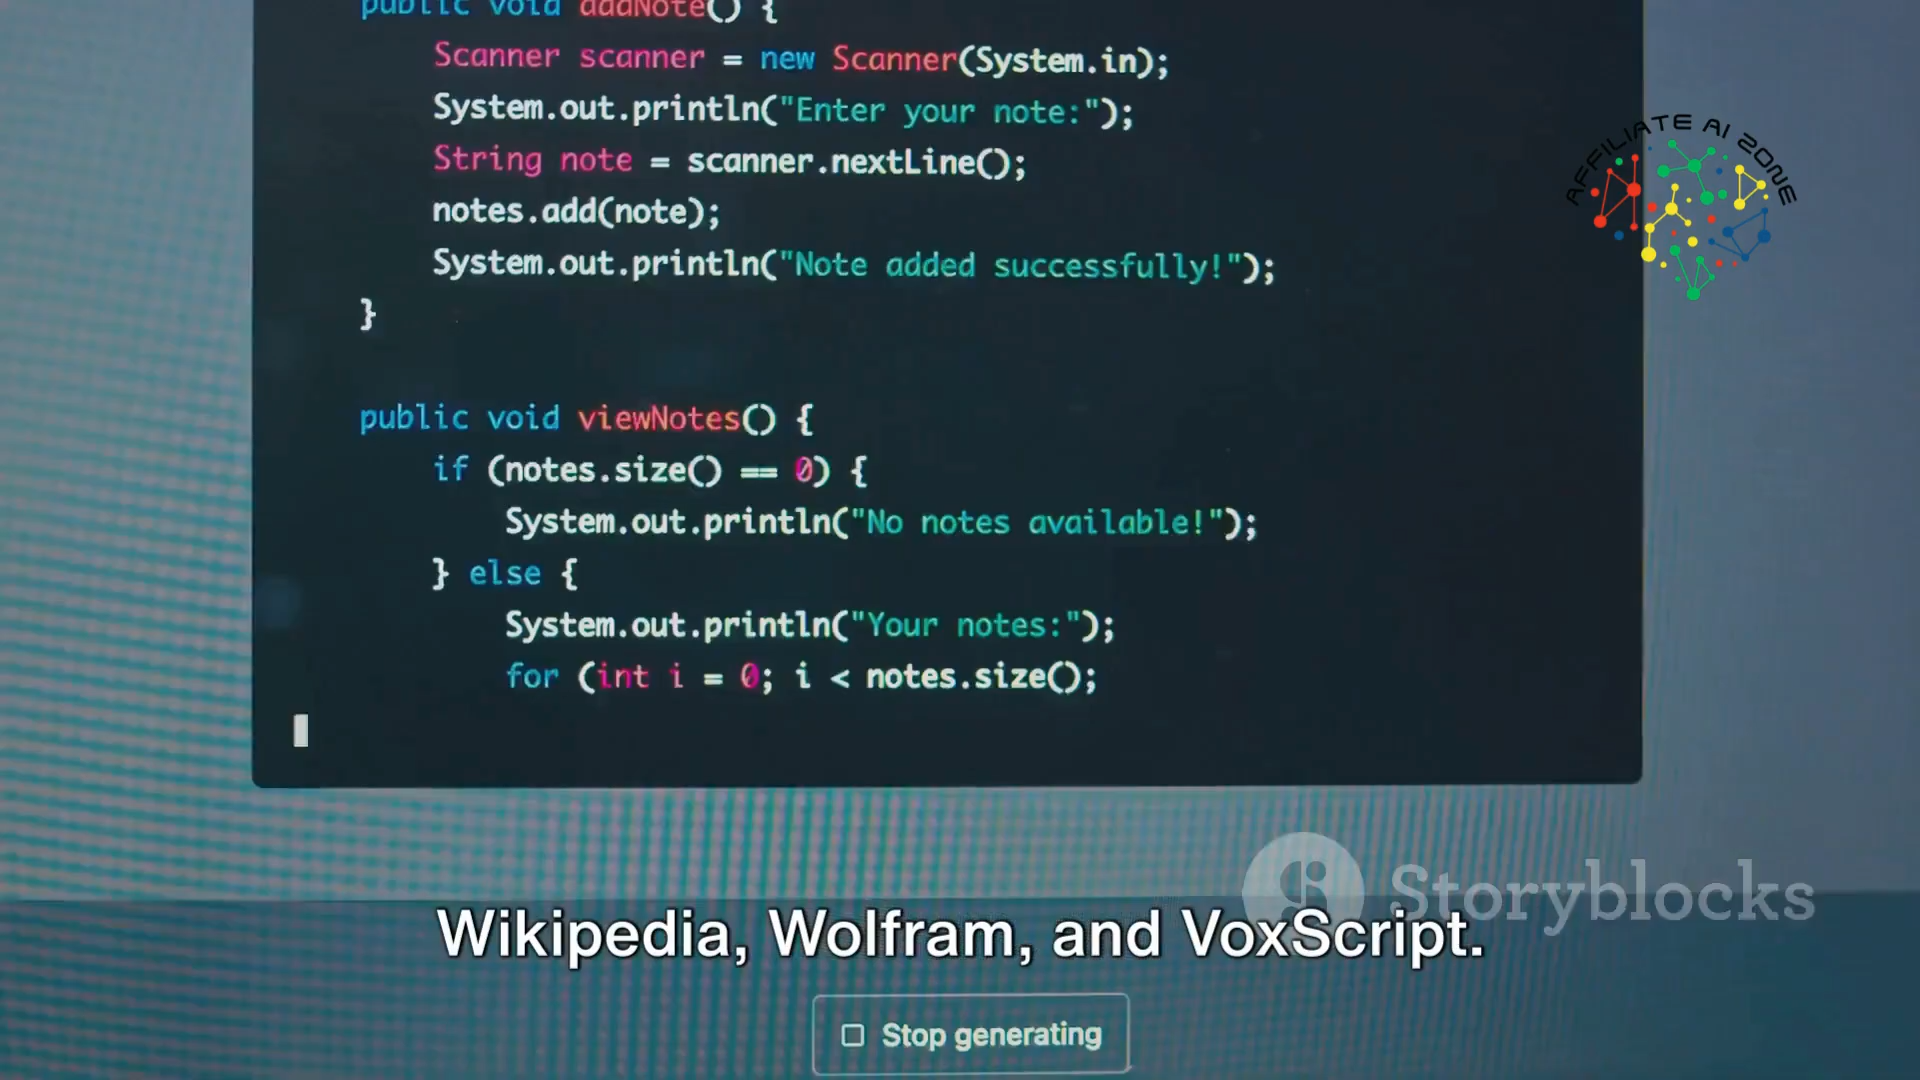 public void addNote() {
Scanner scanner = new Scanner(System.in);
System.out.println("Enter your note:");
String note = scanner.nextLine();
notes.add(note);
System.out.println("Note added successfully!");
}
public void viewNotes() {
if (notes.size() == 0) {
System.out.println("No notes available!");
} else {
System.out.println("Your notes:");
for (int i = 0; i < notes.size();
AFFILIATE AI ZONE
Storyblocks
Wikipedia, Wolfram, and VoxScript.
Stop generating